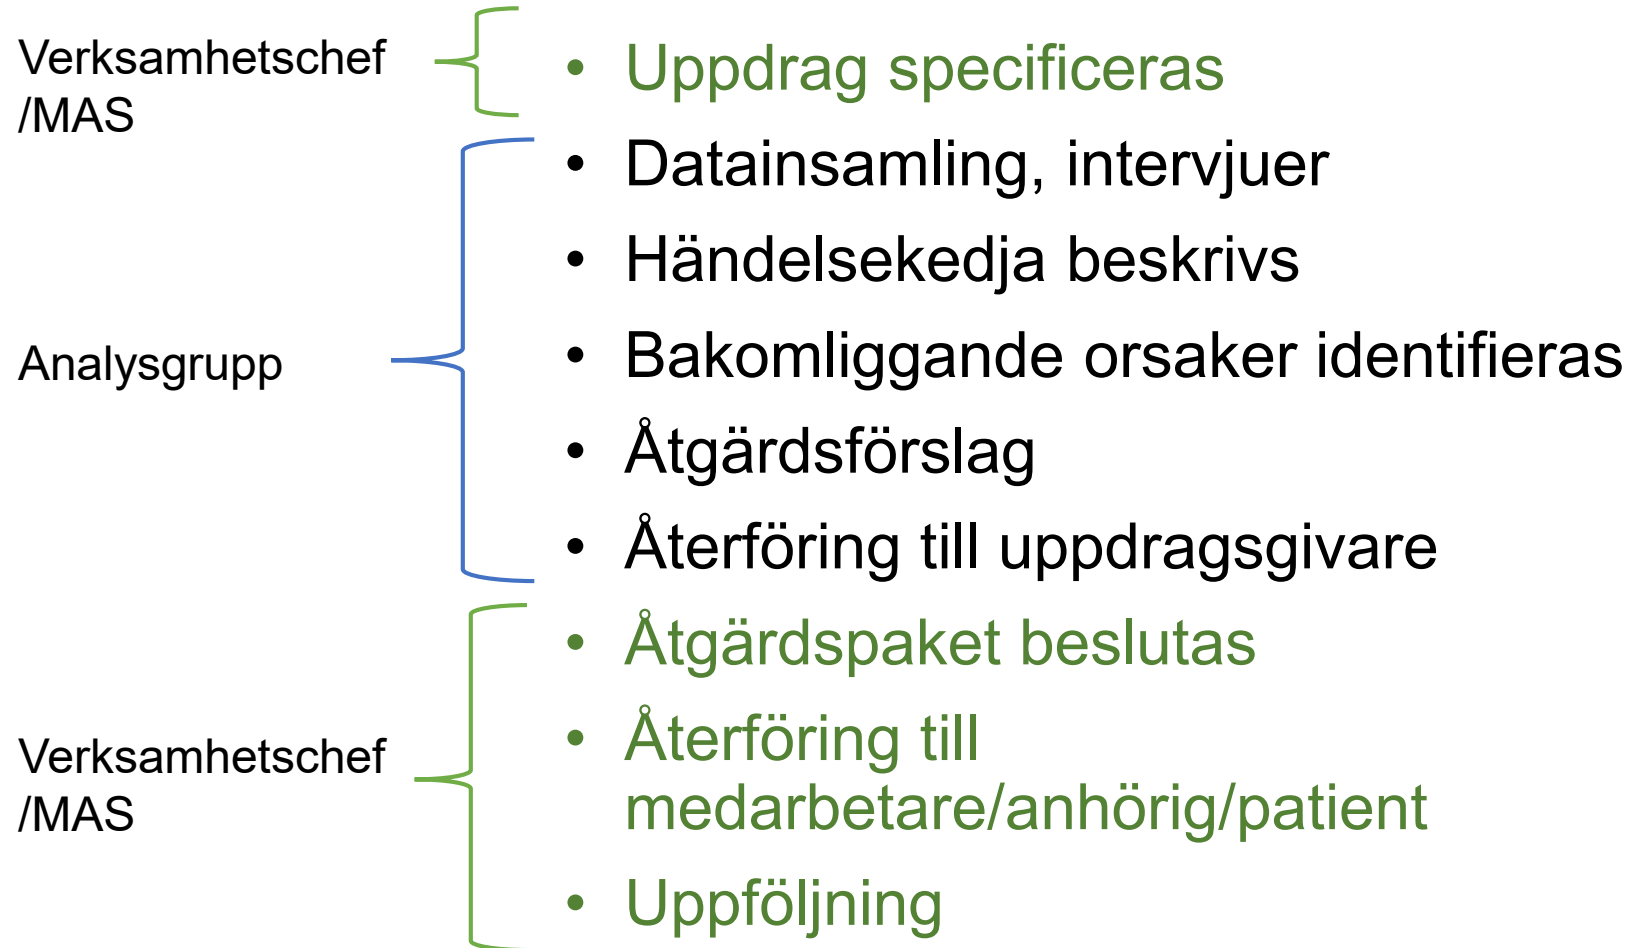 Verksamhetschef
/MAS
• Uppdrag specificeras
Analysgrupp
• Datainsamling, intervjuer
• Händelsekedja beskrivs
• Bakomliggande orsaker identifieras
• Åtgärdsförslag
• Återföring till uppdragsgivare
Verksamhetschef
/MAS
• Åtgärdspaket beslutas
• Återföring till
medarbetare/anhörig/patient
• Uppföljning